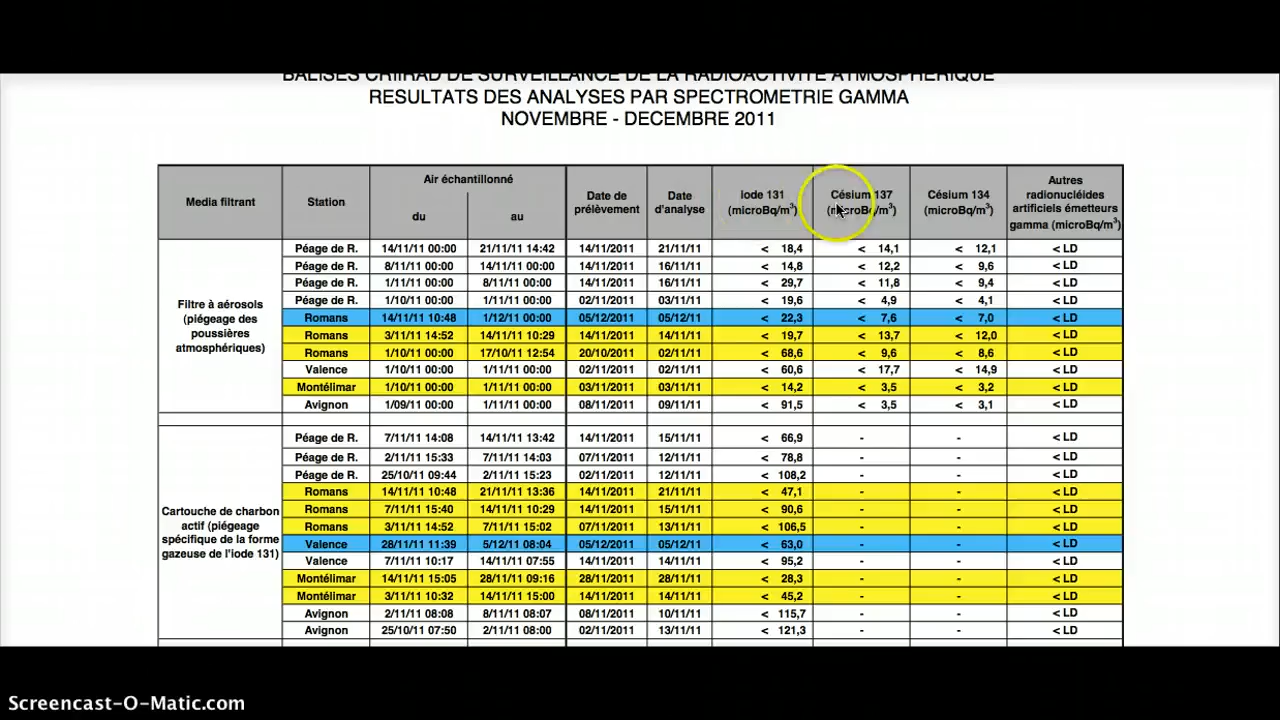 BALISES CRIIRAD DE SURVEILLANCE DE LA RADIOACTIVITE ATMOSPHERIQUE
RESULTATS DES ANALYSES PAR SPECTROMETRIE GAMMA
NOVEMBRE - DECEMBRE 2011
Media filtrant Station Air échantillonné du au Date de prélèvement Date d'analyse iode 131 (microBq/m³) Césium 137 (microBq/m³) Césium 134 (microBq/m³) Autres radionucléides artificiels émetteurs gamma (microBq/m³)
Filtre à aérosols (piégeage des poussières atmosphériques)
Péage de R. 14/11/11 00:00 21/11/11 14:42 14/11/2011 21/11/11 < 18,4 < 14,1 < 12,1 < LD
Péage de R. 8/11/11 00:00 14/11/11 00:00 14/11/2011 16/11/11 < 14,8 < 12,2 < 9,6 < LD
Péage de R. 1/11/11 00:00 8/11/11 00:00 14/11/2011 16/11/11 < 29,7 < 11,8 < 9,4 < LD
Péage de R. 1/10/11 00:00 1/11/11 00:00 02/11/2011 03/11/11 < 19,6 < 4,9 < 4,1 < LD
Romans 14/11/11 10:48 1/12/11 00:00 05/12/2011 05/12/11 < 22,3 < 7,6 < 7,0 < LD
Romans 3/11/11 14:52 14/11/11 10:29 14/11/2011 14/11/11 < 19,7 < 13,7 < 12,0 < LD
Romans 1/10/11 00:00 17/10/11 12:54 20/10/2011 02/11/11 < 68,6 < 9,6 < 8,6 < LD
Valence 1/10/11 00:00 1/11/11 00:00 02/11/2011 02/11/11 < 60,6 < 17,7 < 14,9 < LD
Montélimar 1/10/11 00:00 1/11/11 00:00 03/11/2011 03/11/11 < 14,2 < 3,5 < 3,2 < LD
Avignon 1/09/11 00:00 1/11/11 00:00 08/11/2011 09/11/11 < 91,5 < 3,5 < 3,1 < LD
Cartouche de charbon actif (piégeage spécifique de la forme gazeuse de l'iode 131)
Péage de R. 7/11/11 14:08 14/11/11 13:42 14/11/2011 15/11/11 < 66,9 - - < LD
Péage de R. 2/11/11 15:33 7/11/11 14:03 07/11/2011 12/11/11 < 78,8 - - < LD
Péage de R. 25/10/11 09:44 2/11/11 15:23 02/11/2011 12/11/11 < 108,2 - - < LD
Romans 14/11/11 10:48 21/11/11 13:36 14/11/2011 21/11/11 < 47,1 - - < LD
Romans 7/11/11 15:40 14/11/11 10:29 14/11/2011 15/11/11 < 90,6 - - < LD
Romans 3/11/11 14:52 7/11/11 15:02 07/11/2011 13/11/11 < 106,5 - - < LD
Valence 28/11/11 11:39 5/12/11 08:04 05/12/2011 05/12/11 < 63,0 - - < LD
Valence 7/11/11 10:17 14/11/11 07:55 14/11/2011 14/11/11 < 95,2 - - < LD
Montélimar 14/11/11 15:05 28/11/11 09:16 28/11/2011 28/11/11 < 28,3 - - < LD
Montélimar 3/11/11 10:32 14/11/11 15:00 14/11/2011 14/11/11 < 45,2 - - < LD
Avignon 2/11/11 08:08 8/11/11 08:07 08/11/2011 10/11/11 < 115,7 - - < LD
Avignon 25/10/11 07:50 2/11/11 08:00 02/11/2011 13/11/11 < 121,3 - - < LD
Screencast-O-Matic.com